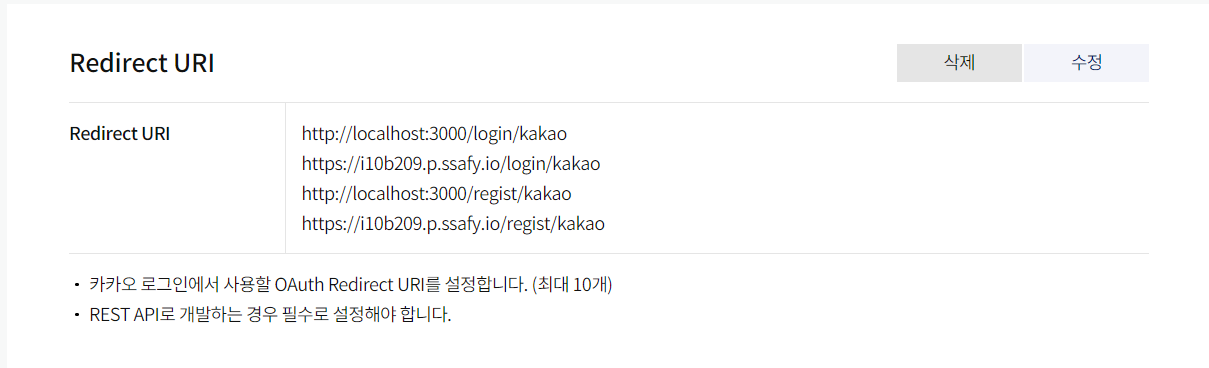 Redirect URI
삭제
수정
Redirect URI
http://localhost:3000/login/kakao
https://i10b209.p.ssafy.io/login/kakao
http://localhost:3000/regist/kakao
https://i10b209.p.ssafy.io/regist/kakao
• 카카오 로그인에서 사용할 OAuth Redirect URI를 설정합니다. (최대 10개)
• REST API로 개발하는 경우 필수로 설정해야 합니다.